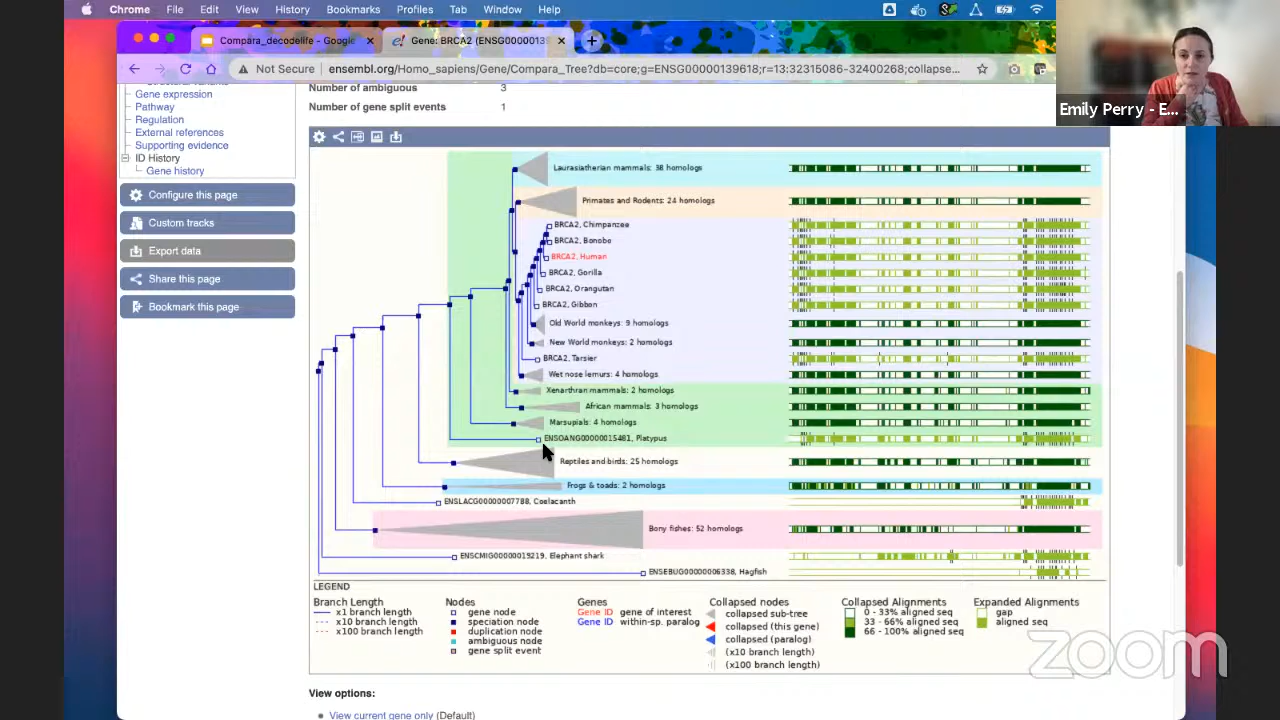 Chrome File Edit View History Bookmarks Profiles Tab Window Help
Compara_decodelife - Google
Gene: BRCA2 (ENSG00000139
Not Secure ensembl.org/Homo_sapiens/Gene/Compara_Tree?db=core;g=ENSG00000139618;r=13:32315086-32400268;collapse...
Emily Perry - E...
Gene expression
Pathway
Regulation
External references
Supporting evidence
ID History
Gene history
Configure this page
Custom tracks
Export data
Share this page
Bookmark this page
Number of ambiguous 3
Number of gene split events 1
Laurasiatherian mammals: 38 homologs
Primates and Rodents: 24 homologs
BRCA2, Chimpanzee
BRCA2, Bonobo
BRCA2, Human
BRCA2, Gorilla
BRCA2, Orangutan
BRCA2, Gibbon
Old World monkeys: 9 homologs
New World monkeys: 2 homologs
BRCA2, Tarsier
Wet nose lemurs: 4 homologs
Xenarthran mammals: 2 homologs
African mammals: 3 homologs
Marsupials: 4 homologs
ENSOANG00000015481, Platypus
Reptiles and birds: 25 homologs
Frogs & toads: 2 homologs
ENSLACG00000007788, Coelacanth
Bony fishes: 52 homologs
ENSCMIG00000019219, Elephant shark
ENSEBUG00000006338, Hagfish
LEGEND
Branch Length
x1 branch length
x10 branch length
x100 branch length
Nodes
gene node
speciation node
duplication node
ambiguous node
gene split event
Genes
Gene ID gene of interest
Gene ID within-sp. paralog
Collapsed nodes
collapsed sub-tree
collapsed (this gene)
collapsed (paralog)
(x10 branch length)
(x100 branch length)
Collapsed Alignments
0 - 33% aligned seq
33 - 66% aligned seq
66 - 100% aligned seq
Expanded Alignments
gap
aligned seq
zoom
View options:
View current gene only (Default)